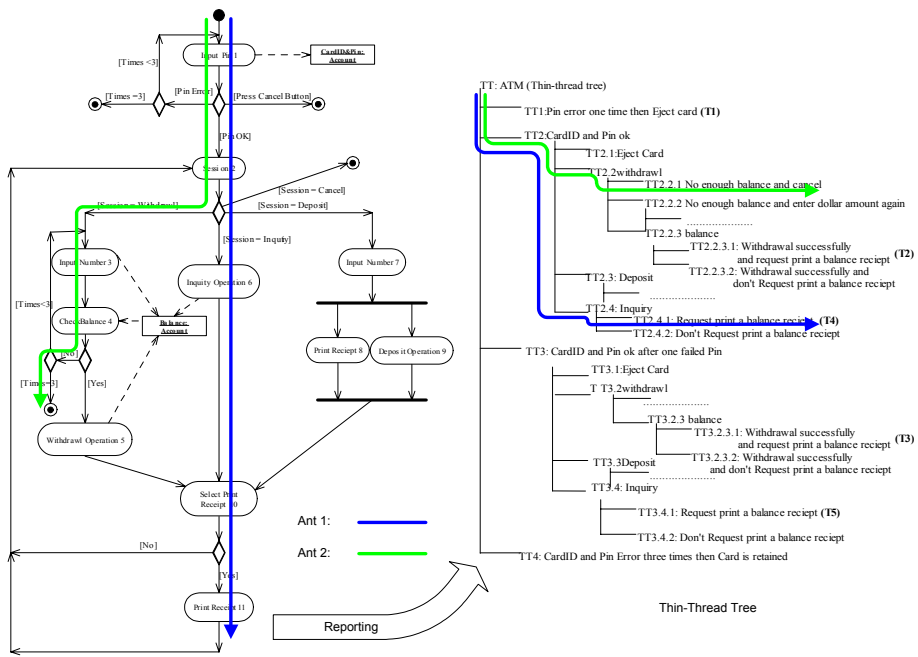 Input Pin 1
CardID&Pin:
Account
[Times <3]
[Pin Error]
[Times =3]
[Press Cancel Button]
[Pin OK]
Session 2
[Session = Cancel]
[Session= Withdrawl]
[Session = Deposit]
[Session = Inquity]
Input Number 3
Inquity Operation 6
Input Number 7
[Times<3]
CheckBalance 4
Balance:
Account
Print Reciept 8
Deposit Operation 9
[No]
[Times=3]
[Yes]
Withdrawl Operation 5
Select Print
Receipt 10
[No]
[Yes]
Print Receipt 11
Ant 1:
Ant 2:
Reporting
TT: ATM (Thin-thread tree)
TT1:Pin error one time then Eject card (T1)
TT2:CardID and Pin ok
TT2.1:Eject Card
TT2.2withdrawl
TT2.2.1 No enough balance and cancel
TT2.2.2 No enough balance and enter dollar amount again
.......................
TT2.2.3 balance
TT2.2.3.1: Withdrawal successfully
and request print a balance reciept (T2)
TT2.2.3.2: Withdrawal successfully and
don't Request print a balance reciept
TT2.3: Deposit
.......................
TT2.4: Inquiry
TT2.4.1: Request print a balance reciept (T4)
TT2.4.2: Don't Request print a balance reciept
TT3: CardID and Pin ok after one failed Pin
TT3.1:Eject Card
T T3.2withdrawl
.......................
TT3.2.3 balance
TT3.2.3.1: Withdrawal successfully
and request print a balance reciept (T3)
TT3.2.3.2: Withdrawal successfully
and don't Request print a balance reciept
TT3.3Deposit
.......................
TT3.4: Inquiry
TT3.4.1: Request print a balance reciept (T5)
TT3.4.2: Don't Request print a balance reciept
TT4: CardID and Pin Error three times then Card is retained
Thin-Thread Tree